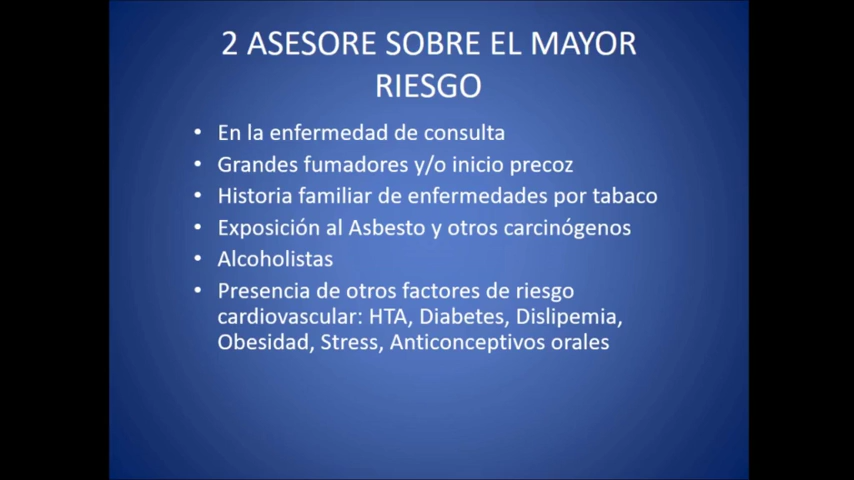 2 ASESORE SOBRE EL MAYOR
RIESGO
• En la enfermedad de consulta
• Grandes fumadores y/o inicio precoz
• Historia familiar de enfermedades por tabaco
• Exposición al Asbesto y otros carcinógenos
• Alcoholistas
• Presencia de otros factores de riesgo
cardiovascular: HTA, Diabetes, Dislipemia,
Obesidad, Stress, Anticonceptivos orales